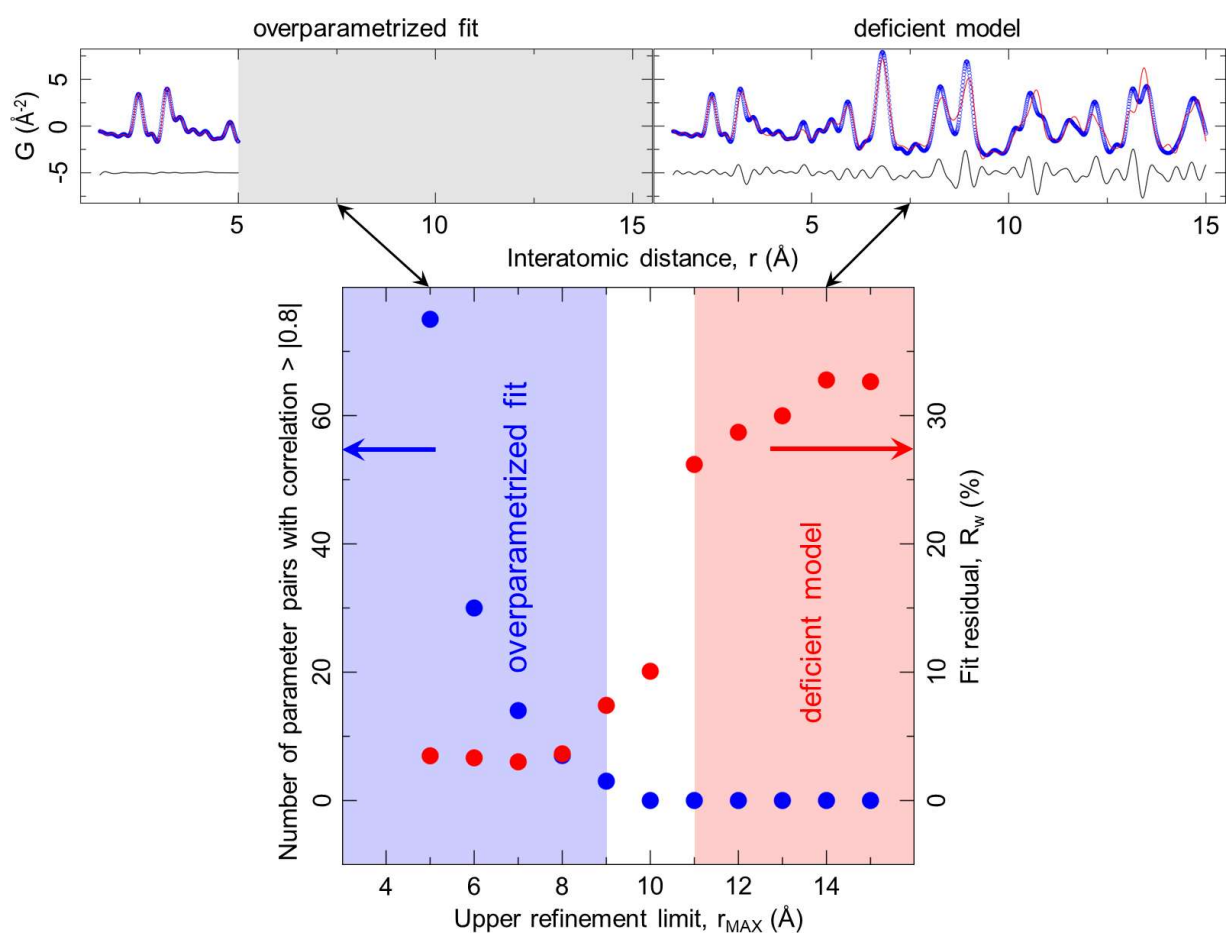 overparametrized fit
deficient model
G (Å⁻²)
5
0
-5
5
10
15
5
10
15
Interatomic distance, r (Å)
Number of parameter pairs with correlation > |0.8|
60
40
20
0
overparametrized fit
deficient model
30
20
10
0
Fit residual, R_w (%)
4
6
8
10
12
14
Upper refinement limit, r_MAX (Å)